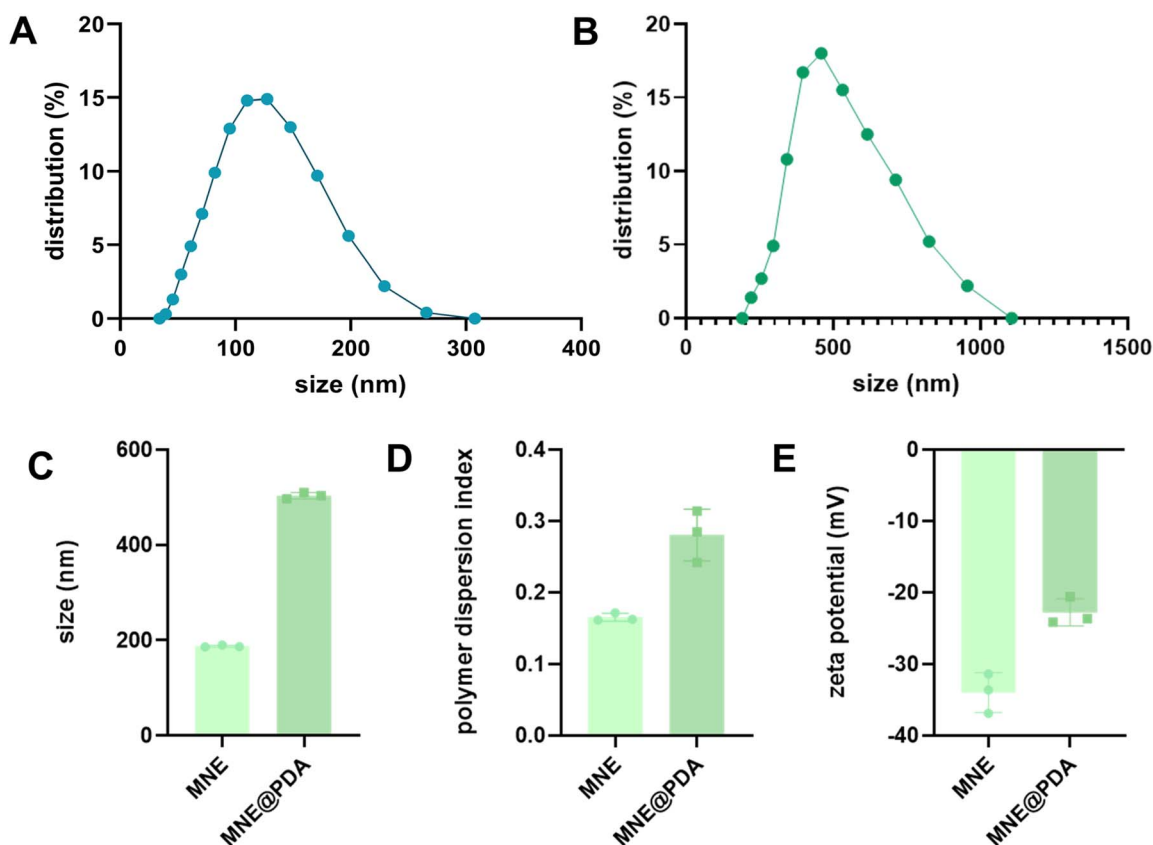 A
distribution (%)
20
15
10
5
0
0 100 200 300 400
size (nm)
B
distribution (%)
20
15
10
5
0
0 500 1000 1500
size (nm)
C
size (nm)
600
400
200
0
MNE
MNE@PDA
D
polymer dispersion index
0.4
0.3
0.2
0.1
0.0
MNE
MNE@PDA
E
zeta potential (mV)
0
-10
-20
-30
-40
MNE
MNE@PDA